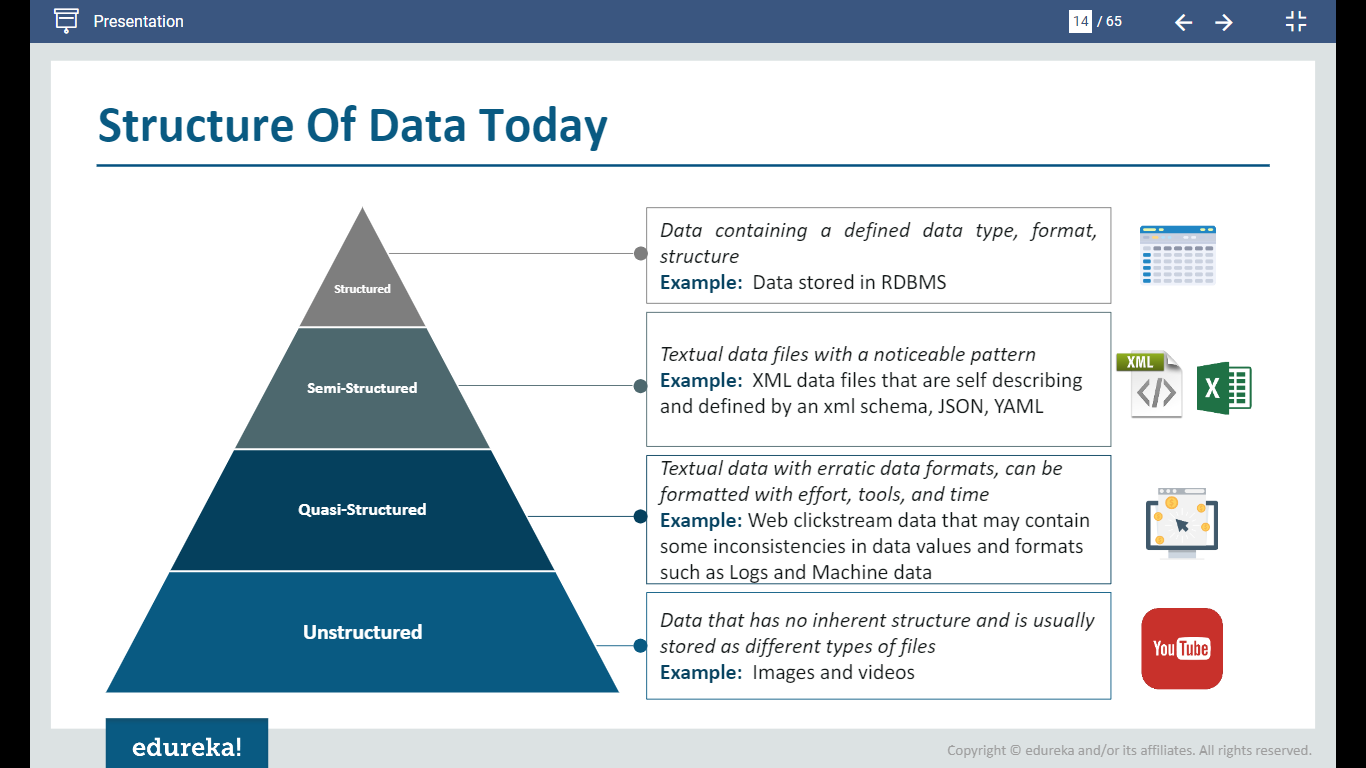 Presentation
14 / 65
Structure Of Data Today
Structured
Data containing a defined data type, format,
structure
Example: Data stored in RDBMS
Semi-Structured
Textual data files with a noticeable pattern
Example: XML data files that are self describing
and defined by an xml schema, JSON, YAML
XML
</>
X
Quasi-Structured
Textual data with erratic data formats, can be
formatted with effort, tools, and time
Example: Web clickstream data that may contain
some inconsistencies in data values and formats
such as Logs and Machine data
Unstructured
Data that has no inherent structure and is usually
stored as different types of files
Example: Images and videos
YouTube
edureka!
Copyright © edureka and/or its affiliates. All rights reserved.